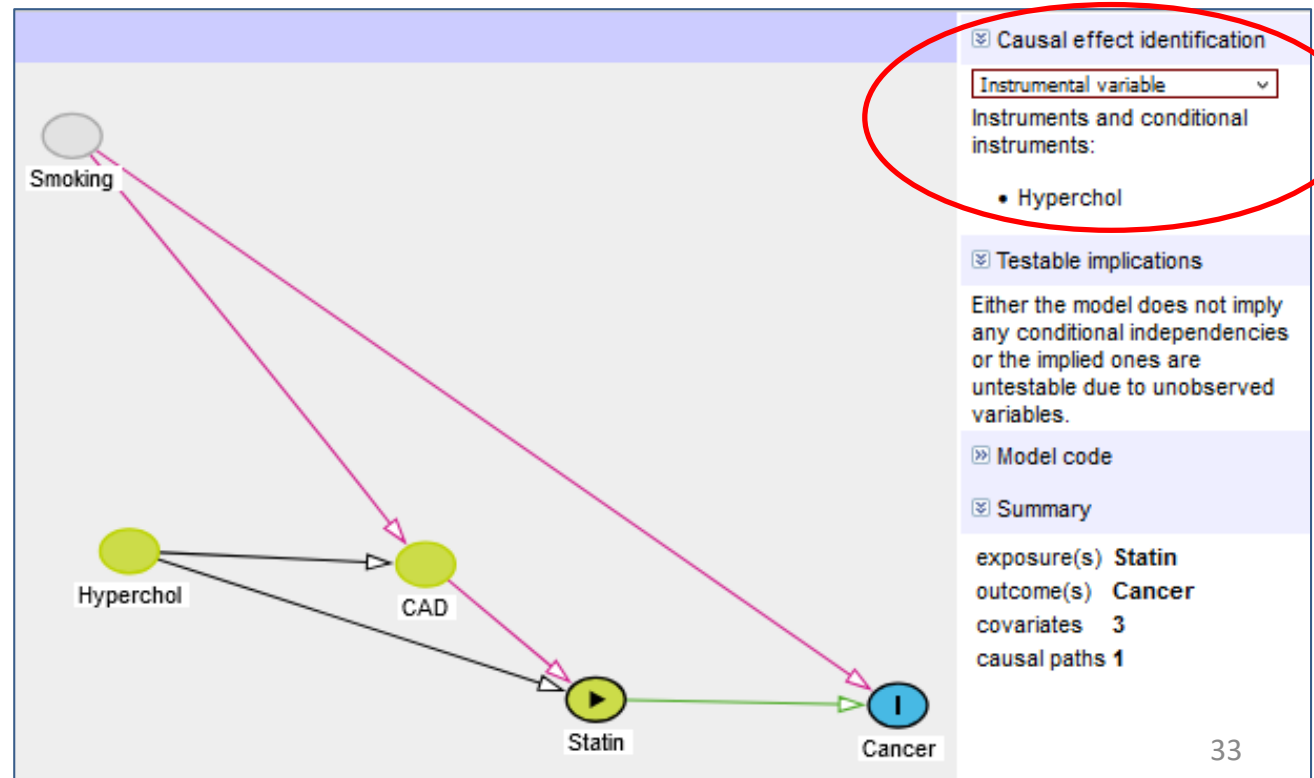 Smoking
Hyperchol
CAD
Statin
Cancer
Causal effect identification
Instrumental variable
Instruments and conditional
instruments:
• Hyperchol
Testable implications
Either the model does not imply
any conditional independencies
or the implied ones are
untestable due to unobserved
variables.
Model code
Summary
exposure(s) Statin
outcome(s) Cancer
covariates 3
causal paths 1
33